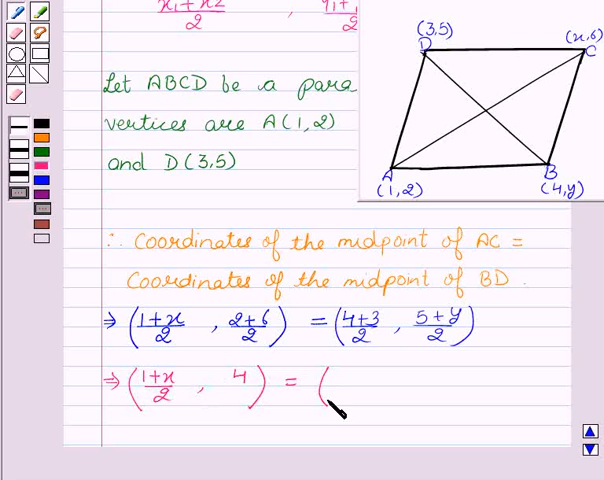 x₁+x₂/2 , y₁+
2
Let ABCD be a para
vertices are A(1,2)
and D(3,5)
(3,5)
D
(x,6)
C
A
(1,2)
B
(4,y)
∴ Coordinates of the midpoint of AC =
Coordinates of the midpoint of BD.
⇒ (1+x/2 , 2+6/2) = (4+3/2 , 5+y/2)
⇒ (1+x/2 , 4) = (